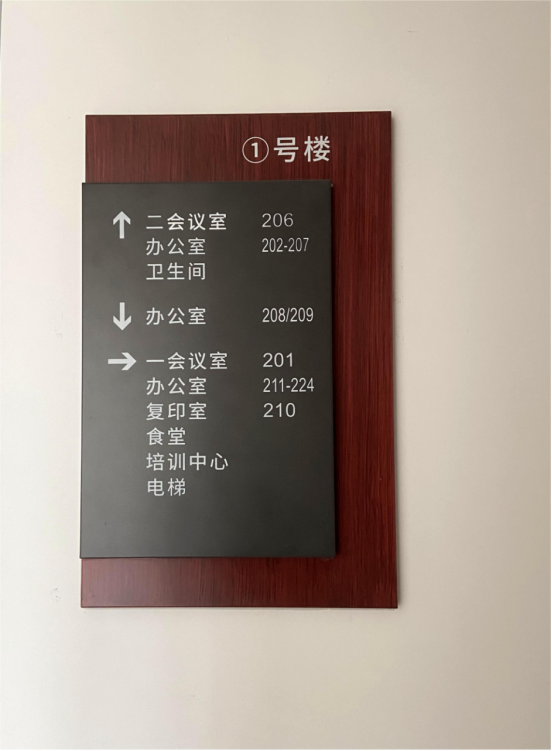 ①号楼
↑ 二会议室 206
办公室 202-207
卫生间
↓ 办公室 208/209
→ 一会议室 201
办公室 211-224
复印室 210
食堂
培训中心
电梯